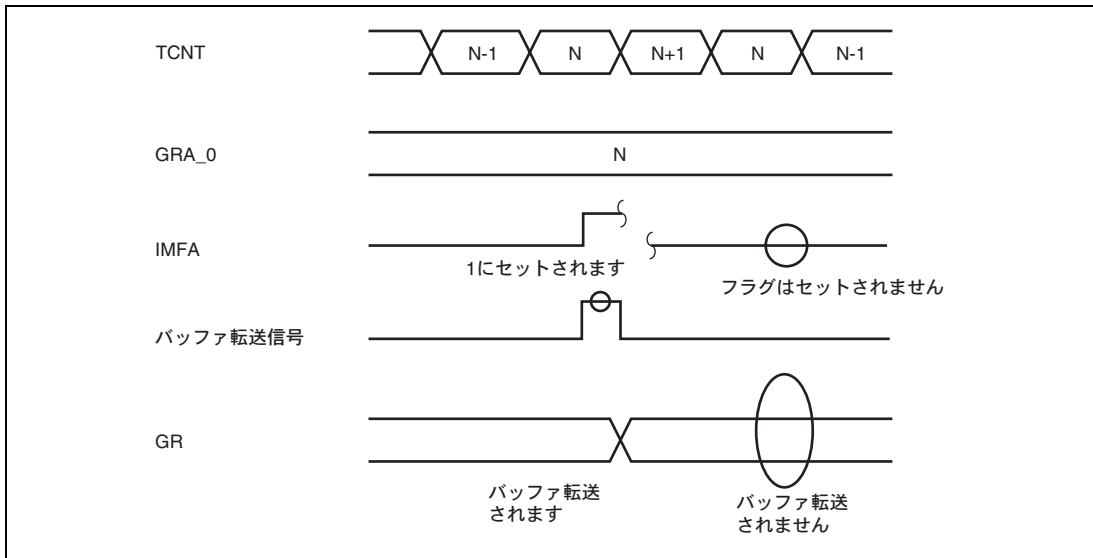 TCNT
N-1 N N+1 N N-1
GRA_0
N
IMFA
1にセットされます
フラグはセットされません
バッファ転送信号
GR
バッファ転送
されます
バッファ転送
されません